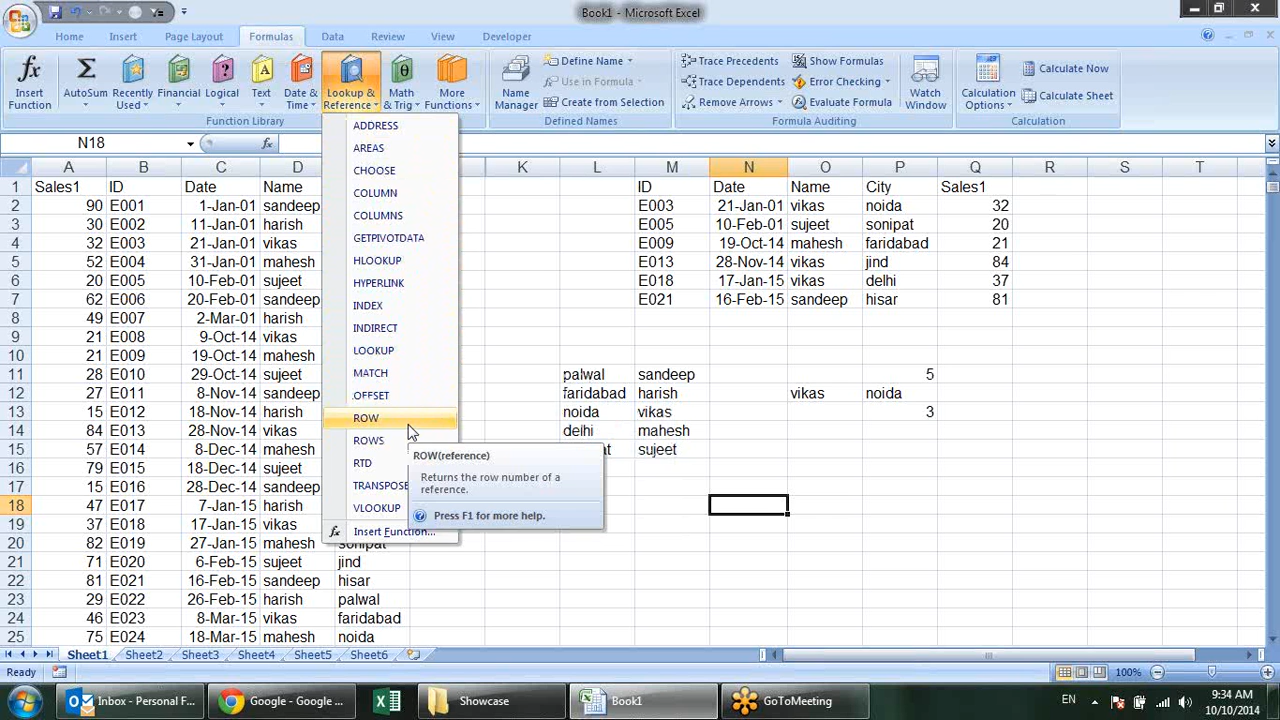 Book1 - Microsoft Excel
Home Insert Page Layout Formulas Data Review View Developer
fx Insert Function
Σ AutoSum
Recently Used
Financial
Logical
Text
Date & Time
Lookup & Reference
Math & Trig
More Functions
Function Library
Name Manager
Define Name
Use in Formula
Create from Selection
Defined Names
Trace Precedents
Trace Dependents
Remove Arrows
Show Formulas
Error Checking
Evaluate Formula
Watch Window
Formula Auditing
Calculation Options
Calculate Now
Calculate Sheet
Calculation
N18 fx
A B C D K L M N O P Q R S T
1 Sales1 ID Date Name ID Date Name City Sales1
2 90 E001 1-Jan-01 sandeep E003 21-Jan-01 vikas noida 32
3 30 E002 11-Jan-01 harish E005 10-Feb-01 sujeet sonipat 20
4 32 E003 21-Jan-01 vikas E009 19-Oct-14 mahesh faridabad 21
5 52 E004 31-Jan-01 mahesh E013 28-Nov-14 vikas jind 84
6 20 E005 10-Feb-01 sujeet E018 17-Jan-15 vikas delhi 37
7 62 E006 20-Feb-01 sandeep E021 16-Feb-15 sandeep hisar 81
8 49 E007 2-Mar-01 harish
9 21 E008 9-Oct-14 vikas
10 21 E009 19-Oct-14 mahesh
11 28 E010 29-Oct-14 sujeet palwal sandeep 5
12 27 E011 8-Nov-14 vikas faridabad harish vikas noida
13 15 E012 18-Nov-14 harish noida vikas 3
14 84 E013 28-Nov-14 vikas delhi mahesh
15 57 E014 8-Dec-14 mahesh sujeet
16 79 E015 18-Dec-14 sujeet
17 15 E016 28-Dec-14 sandeep
18 47 E017 7-Jan-15 harish
19 37 E018 17-Jan-15 vikas
20 82 E019 27-Jan-15 mahesh sonipat
21 71 E020 6-Feb-15 sujeet jind
22 81 E021 16-Feb-15 sandeep hisar
23 29 E022 26-Feb-15 harish palwal
24 46 E023 8-Mar-15 vikas faridabad
25 75 E024 18-Mar-15 mahesh noida
ADDRESS
AREAS
CHOOSE
COLUMN
COLUMNS
GETPIVOTDATA
HLOOKUP
HYPERLINK
INDEX
INDIRECT
LOOKUP
MATCH
OFFSET
ROW
ROWS
RTD
TRANSPOSE
VLOOKUP
fx Insert Function...
ROW(reference)
Returns the row number of a
reference.
Press F1 for more help.
Sheet1 Sheet2 Sheet3 Sheet4 Sheet5 Sheet6
Ready 100%
Inbox - Personal F... Google - Google ... Showcase Book1 GoToMeeting EN 9:34 AM
10/10/2014